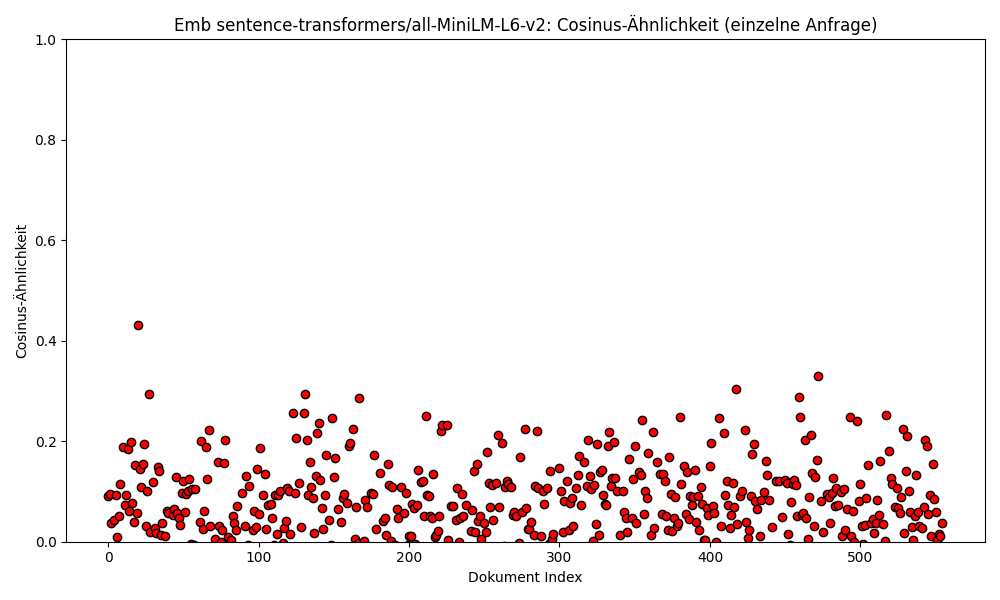 Emb sentence-transformers/all-MiniLM-L6-v2: Cosinus-Ähnlichkeit (einzelne Anfrage)
1.0
0.8
0.6
0.4
0.2
0.0
Cosinus-Ähnlichkeit
0 100 200 300 400 500
Dokument Index